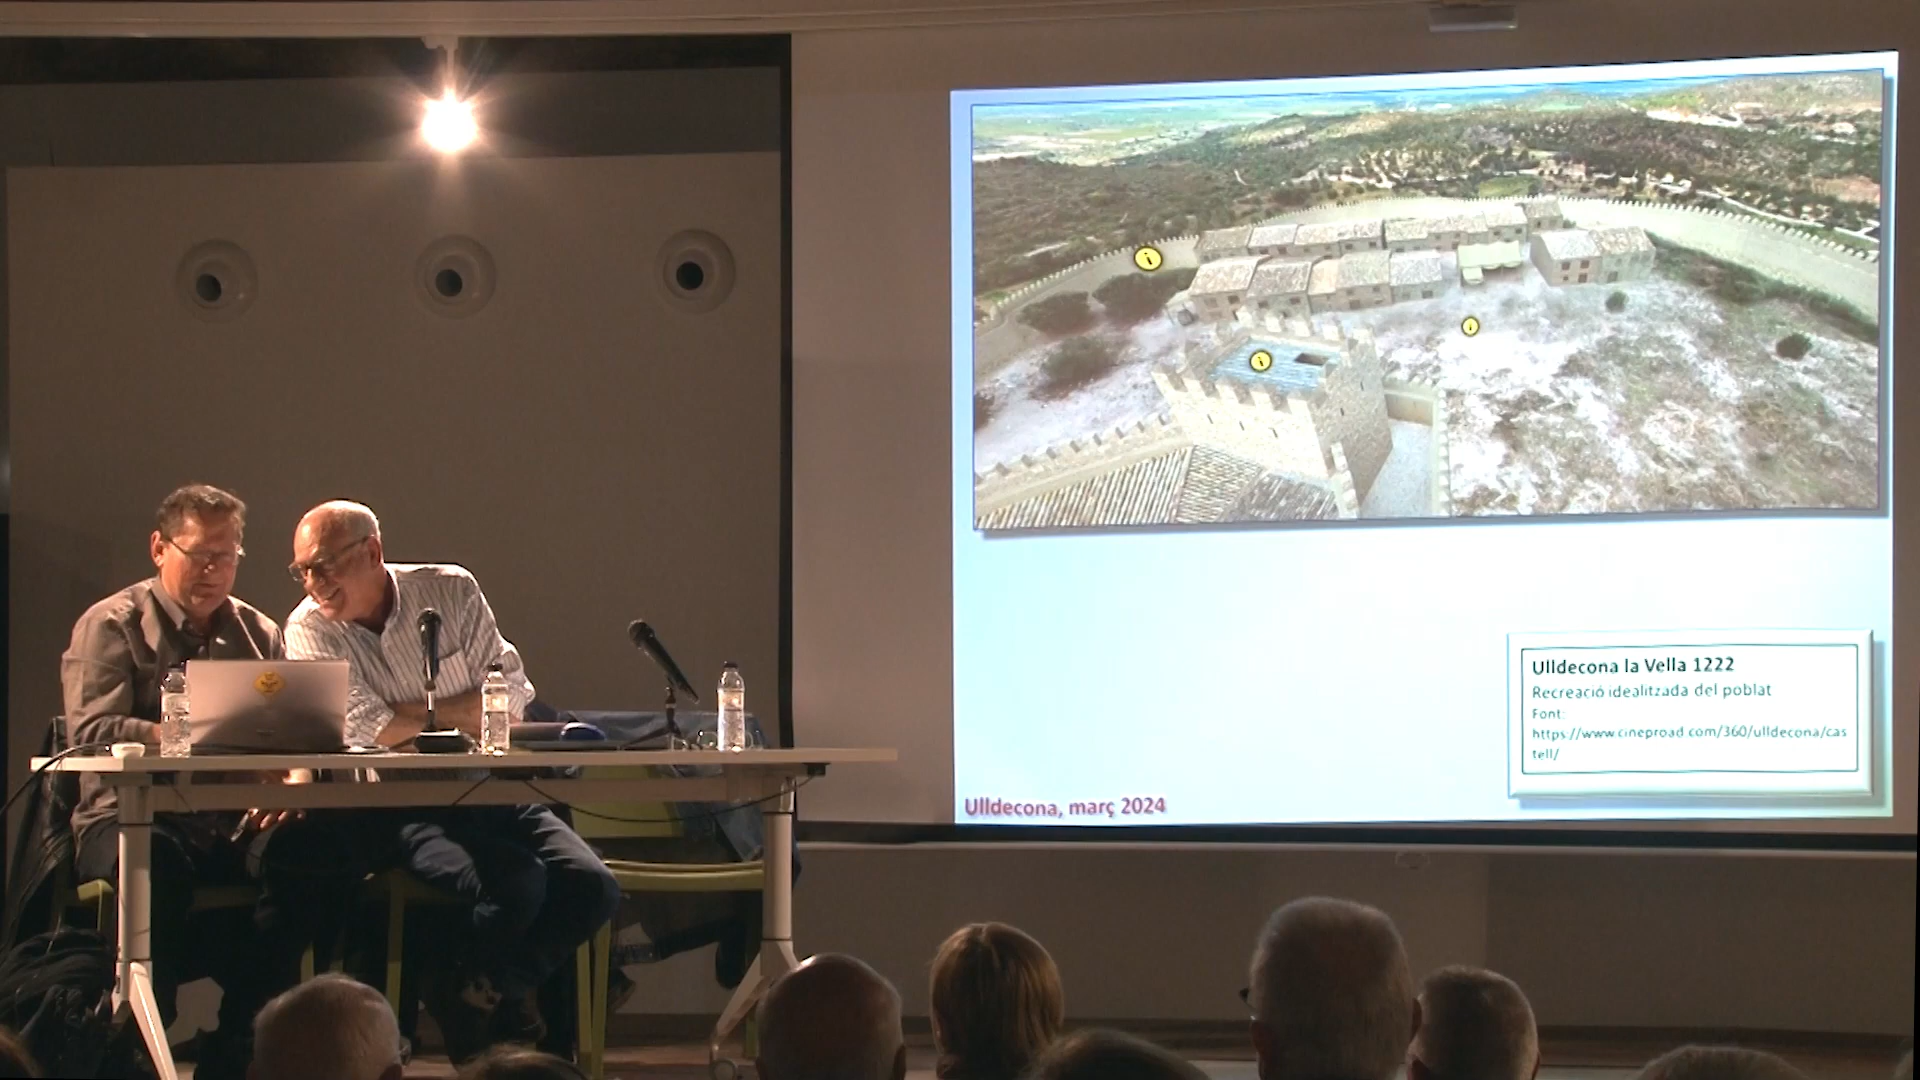 Ulldecona la Vella 1222
Recreació idealitzada del poblat
Font:
https://www.cineproad.com/360/ulldecona/cas
tell/
Ulldecona, març 2024